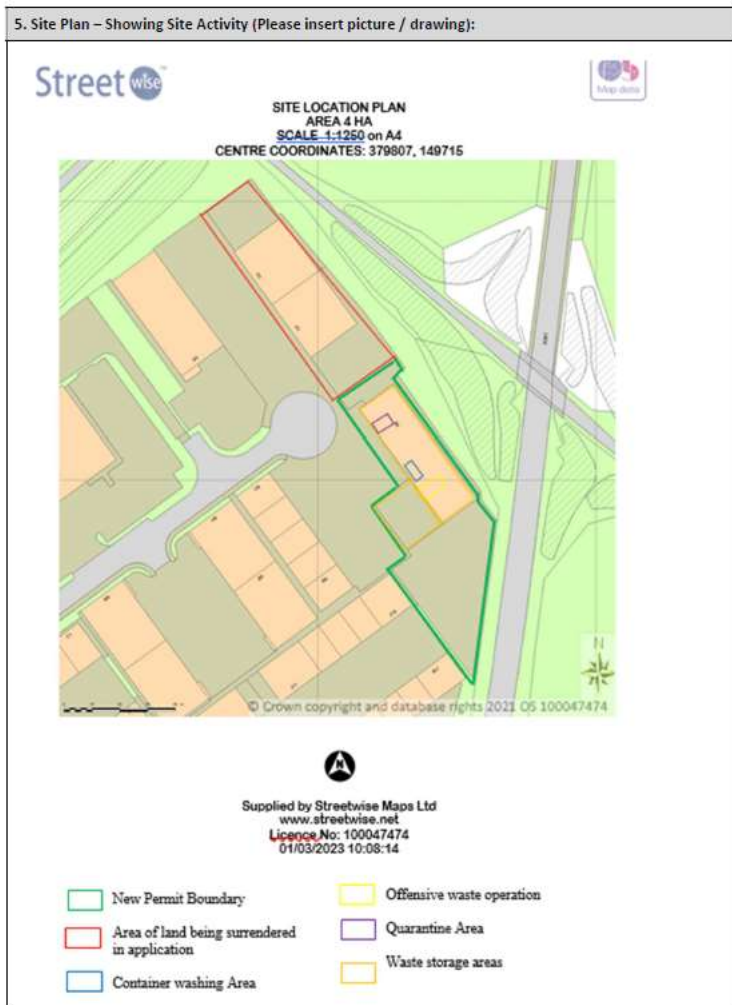 5. Site Plan – Showing Site Activity (Please insert picture / drawing):
Street wise™
Map data
SITE LOCATION PLAN
AREA 4 HA
SCALE 1:1250 on A4
CENTRE COORDINATES: 379807, 149715
N
© Crown copyright and database rights 2021 OS 100047474
N
Supplied by Streetwise Maps Ltd
www.streetwise.net
Licence No: 100047474
01/03/2023 10:08:14
New Permit Boundary
Area of land being surrendered
in application
Container washing Area
Offensive waste operation
Quarantine Area
Waste storage areas